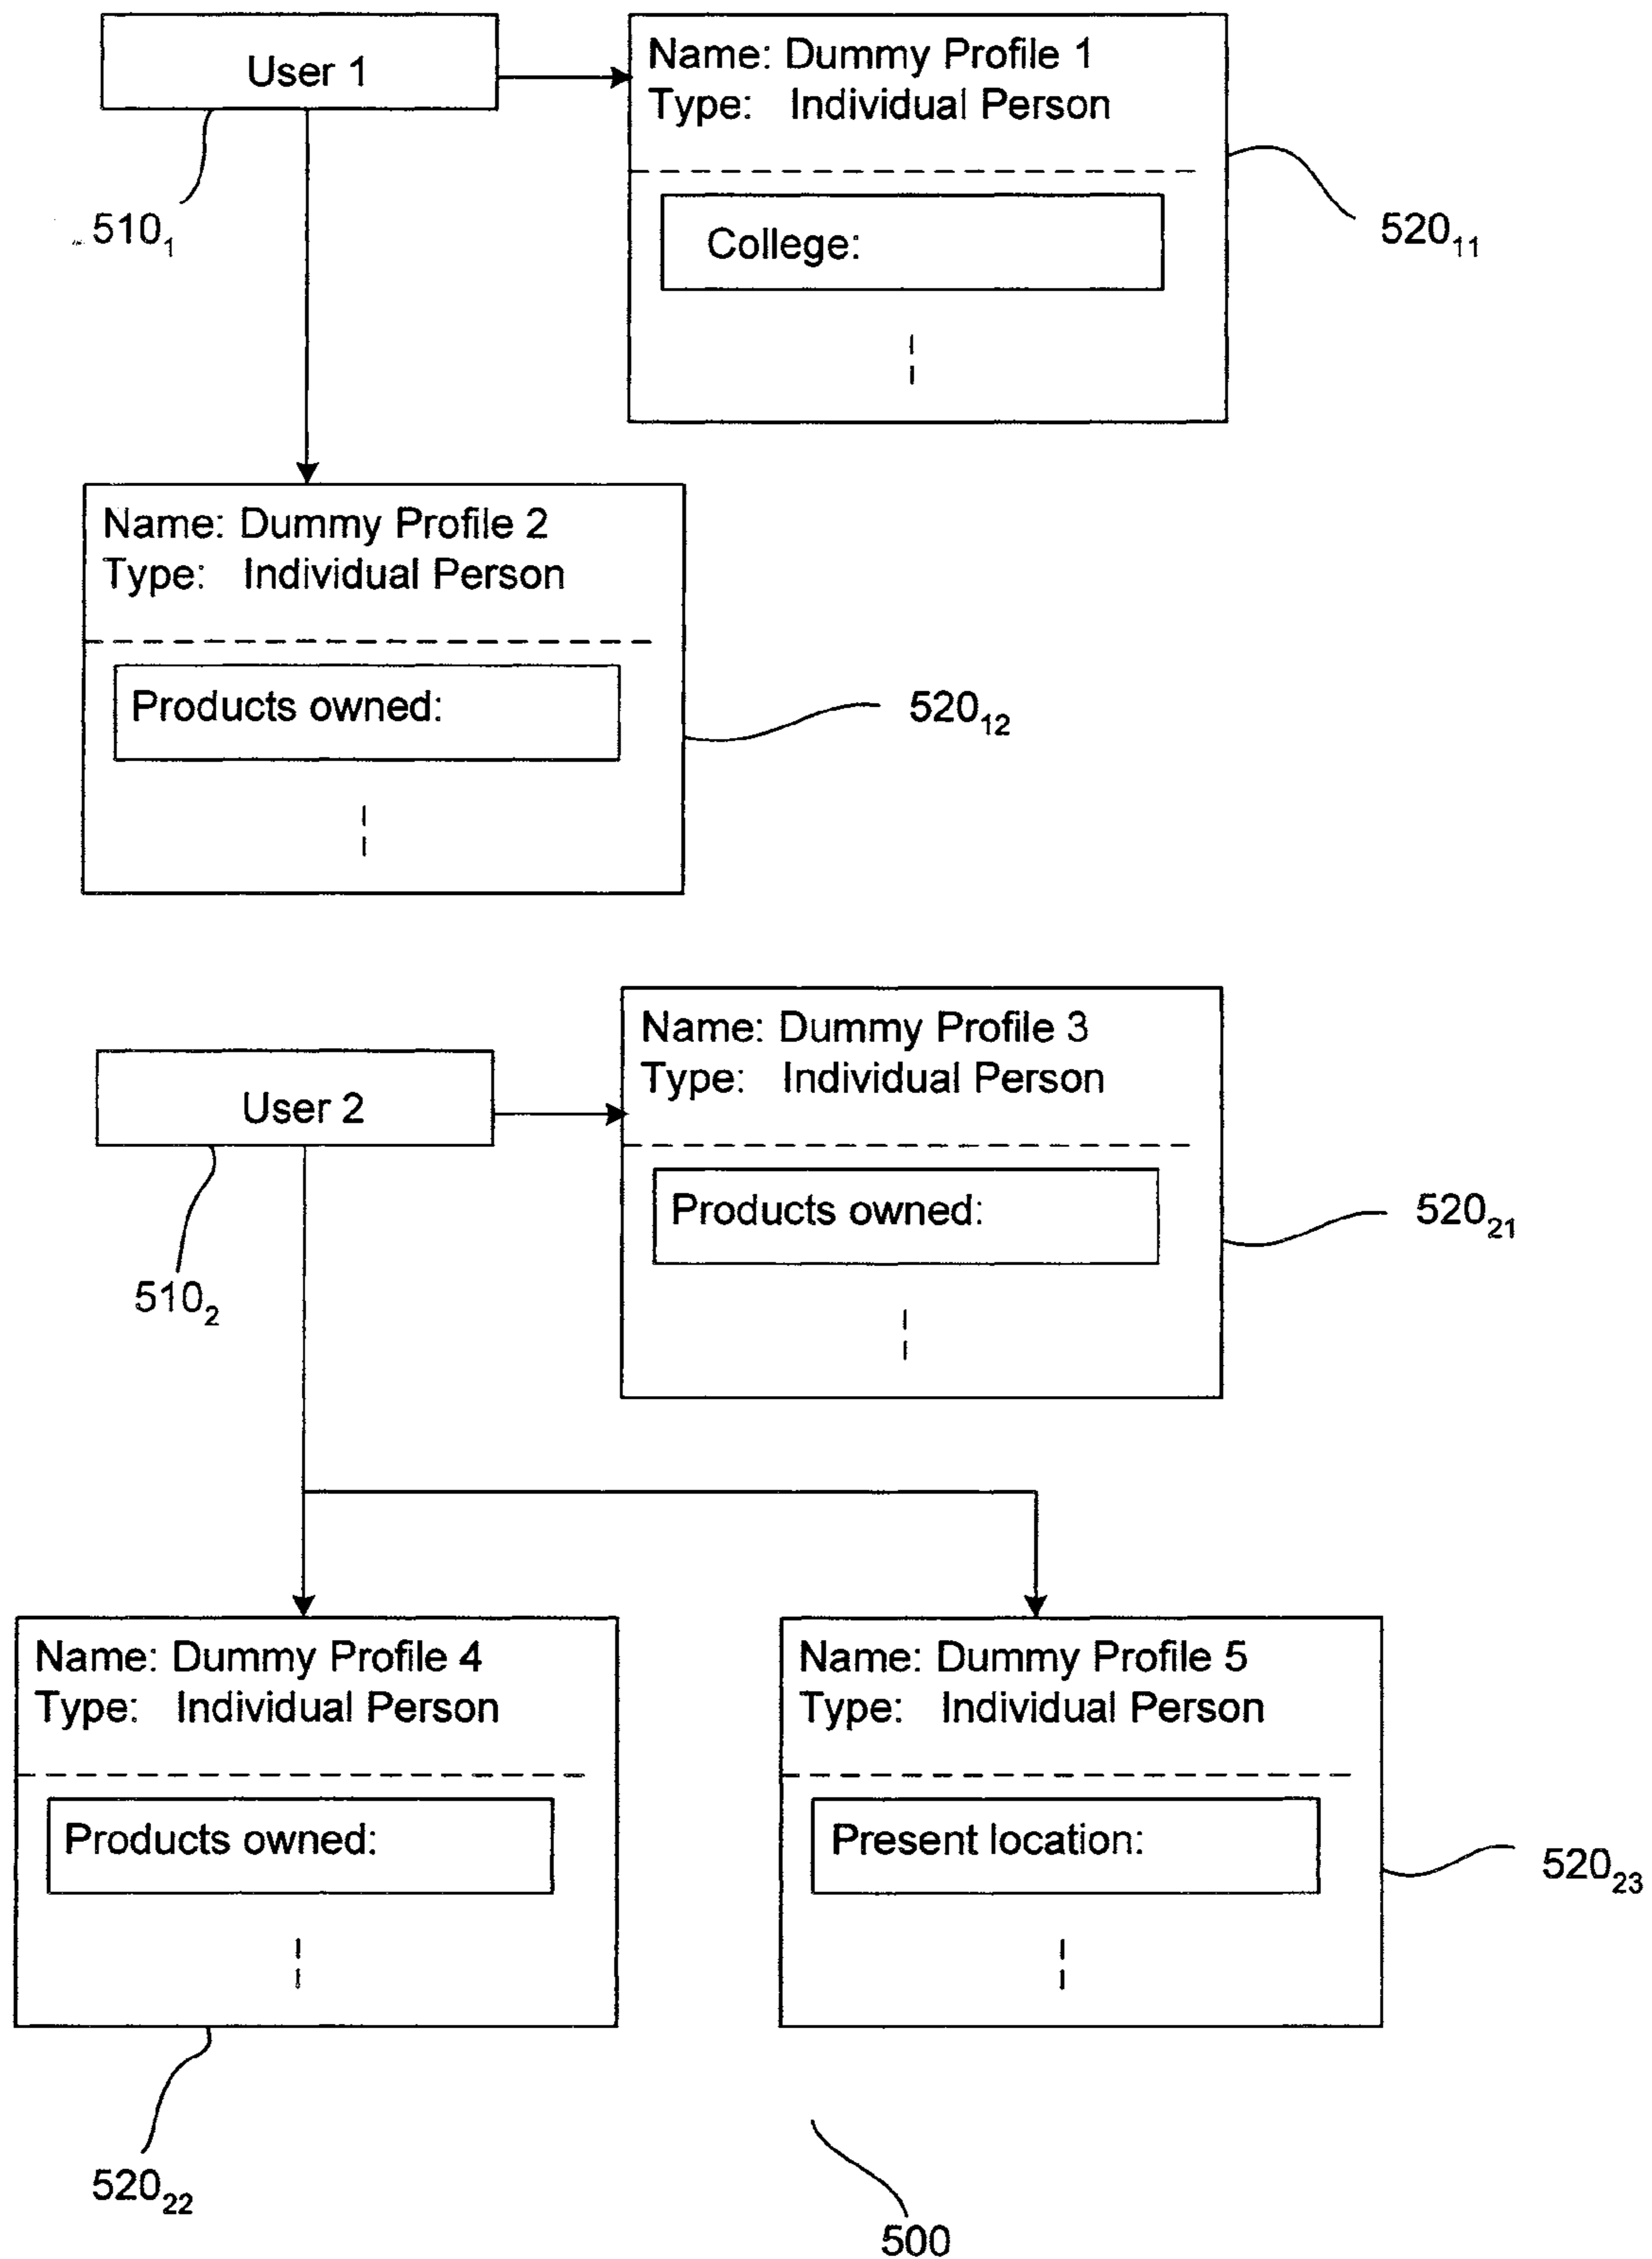 User 1
Name: Dummy Profile 1
Type: Individual Person
510₁
520₁₁
College:
Name: Dummy Profile 2
Type: Individual Person
Products owned:
520₁₂
Name: Dummy Profile 3
Type: Individual Person
User 2
Products owned:
520₂₁
510₂
Name: Dummy Profile 4
Type: Individual Person
Products owned:
Name: Dummy Profile 5
Type: Individual Person
Present location:
520₂₃
520₂₂
500